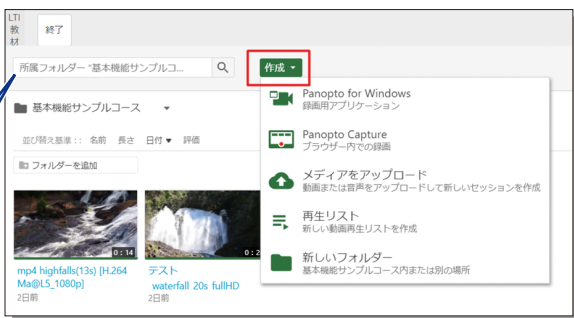 LTI
教
材
終了
所属フォルダー "基本機能サンプルコ...
作成
基本機能サンプルコース
並び替え基準:: 名前 長さ 日付 ▼ 評価
フォルダーを追加
0:14
mp4 highfalls(13s) [H.264
Ma@L5_1080p]
2日前
0:2
テスト
waterfall 20s fullHD
2日前
Panopto for Windows
録画用アプリケーション
Panopto Capture
ブラウザー内での録画
メディアをアップロード
動画または音声をアップロードして新しいセッションを作成
再生リスト
新しい動画再生リストを作成
新しいフォルダー
基本機能サンプルコース内または別の場所